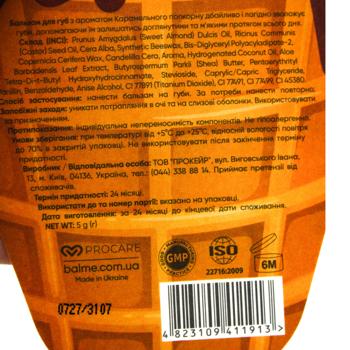 Бальзам для губ з ароматом Карамельного попкорну дбайливо і лагідно зволожує
губи, допомагаючи їм залишатись доглянутими та м'якими протягом всього дня.
Склад (INCI): Prunus Amygdalus (Sweet Almond) Dulcis Oil, Ricinus Communis
(Castor) Seed Oil, Cera Alba, Synthetic Beeswax, Bis-Diglyceryl Polyacyladipate-2,
Copernicia Cerifera Wax, Candelilla Cera, Aroma, Hydrogenated Coconut Oil, Aloe
Barbadensis Leaf Extract, Butyrospermum Parkii (Shea) Butter, Pentaerythrityl
Tetra-Di-t-Butyl Hydroxyhydrocinnamate, Stevioside, Caprylic/Capric Triglyceride,
Benzaldehyde, Anise Alcohol, CI 77891 (Titanium Dioxide), CI 77491, CI 47799, CI 45380.
Спосіб застосування: нанести бальзам на губи. За потреби нанести повторно.
Запобіжні заходи: уникати потрапляння в очі та на слизові оболонки. Використовувати
за призначенням.
Протипоказання: індивідуальна непереносимість компонентів. Не гіпоалергенно.
Умови зберігання: при температурі від +5°C до +25°C, відносній вологості повітря
до 70% в закритій упаковці. Не використовувати після закінчення терміну
придатності.
Виробник / Відповідальна особа: ТОВ "ПРОКЕЙР", вул. Виговського Івана,
13, м. Київ, 04136, Україна, тел.: (044) 338 88 14. Приймає претензії від
споживачів.
Термін придатності: 24 місяці.
Використати до та номер партії: вказано на упаковці.
Дата виготовлення: за 24 місяці до кінцевої дати споживання.
NET WT: 5 g (г)
PROCARE
balme.com.ua
Made in Ukraine
GMP
ISO
22716:2009
6M
0727/3107
4 823109 411913 >